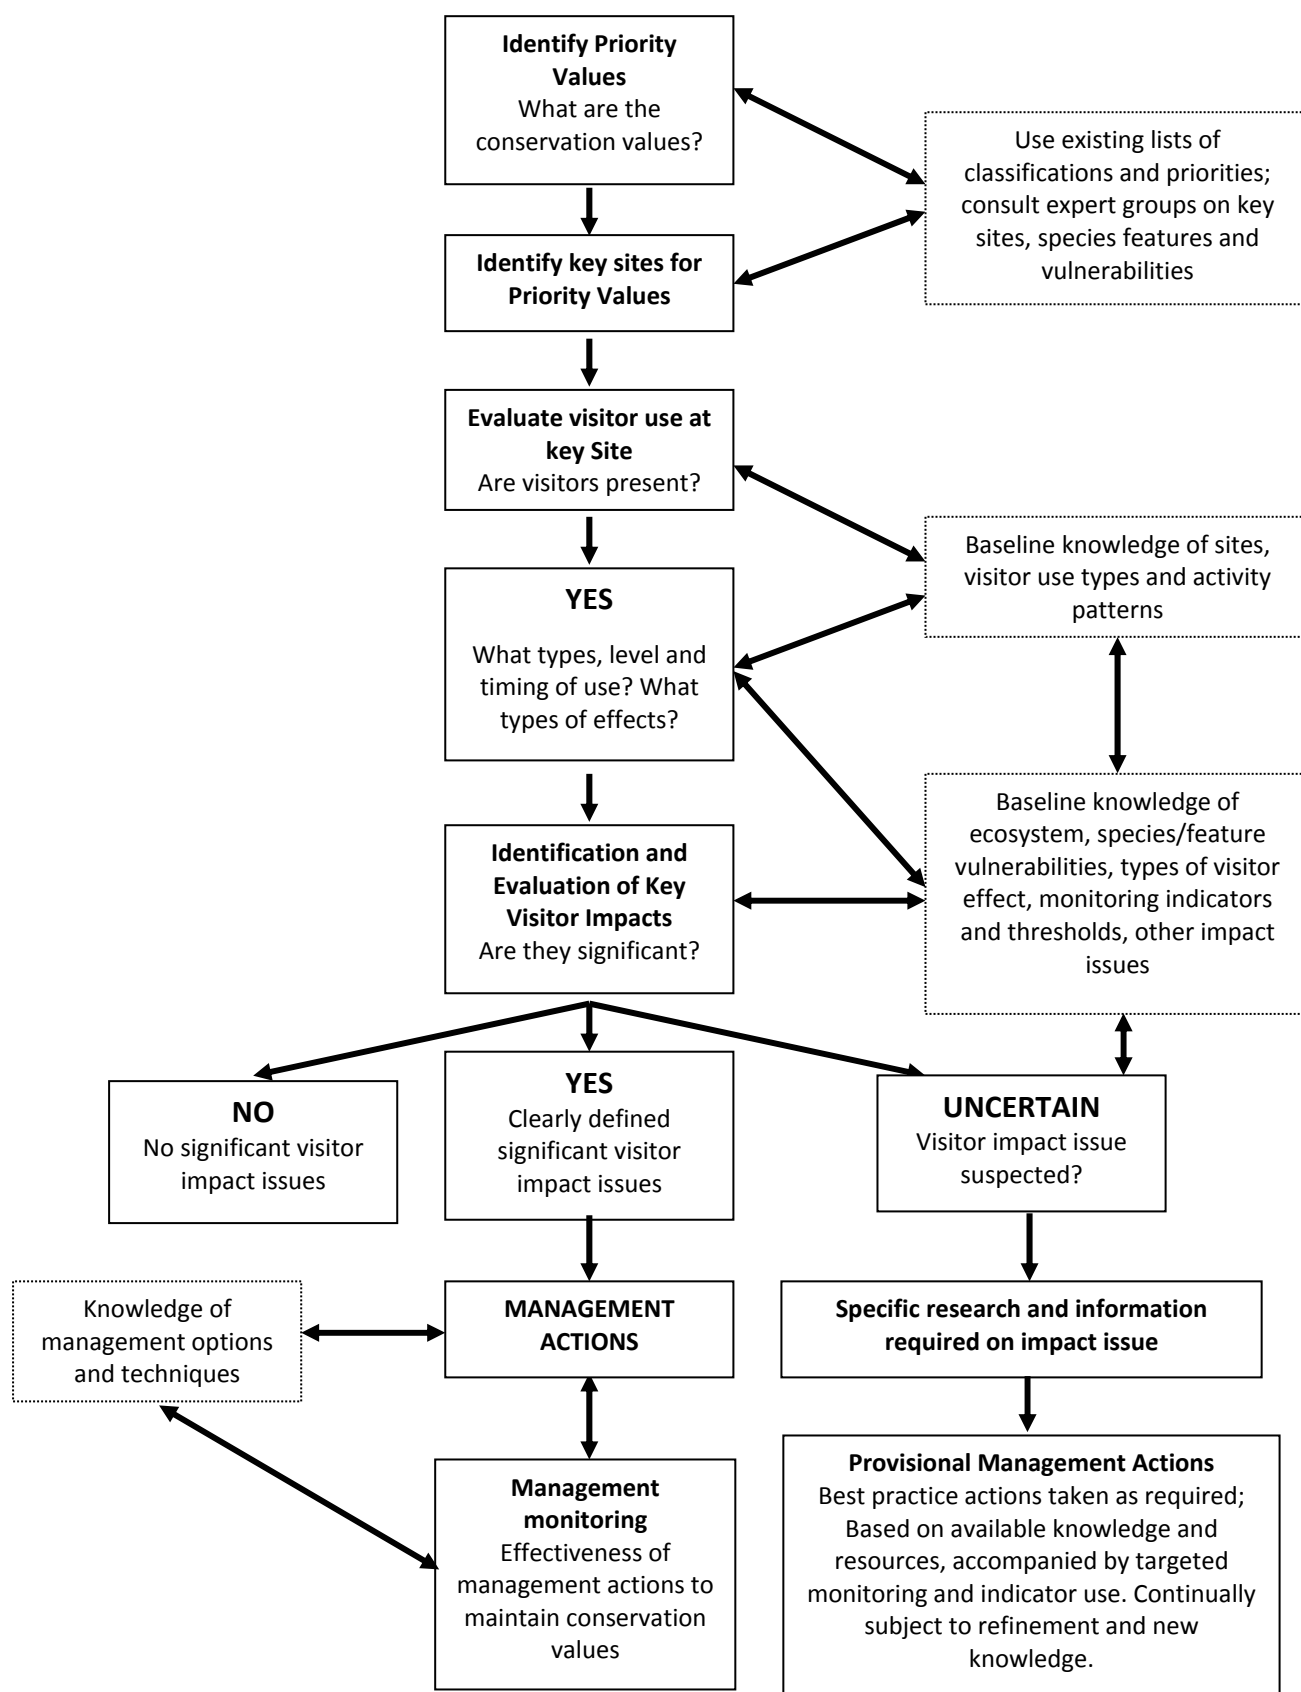 Identify Priority
Values
What are the
conservation values?
Use existing lists of
classifications and priorities;
consult expert groups on key
sites, species features and
vulnerabilities
Identify key sites for
Priority Values
Evaluate visitor use at
key Site
Are visitors present?
Baseline knowledge of sites,
visitor use types and activity
patterns
YES
What types, level and
timing of use? What
types of effects?
Baseline knowledge of
ecosystem, species/feature
vulnerabilities, types of visitor
effect, monitoring indicators
and thresholds, other impact
issues
Identification and
Evaluation of Key
Visitor Impacts
Are they significant?
NO
No significant visitor
impact issues
YES
Clearly defined
significant visitor
impact issues
UNCERTAIN
Visitor impact issue
suspected?
Knowledge of
management options
and techniques
MANAGEMENT
ACTIONS
Specific research and information
required on impact issue
Management
monitoring
Effectiveness of
management actions to
maintain conservation
values
Provisional Management Actions
Best practice actions taken as required;
Based on available knowledge and
resources, accompanied by targeted
monitoring and indicator use. Continually
subject to refinement and new
knowledge.